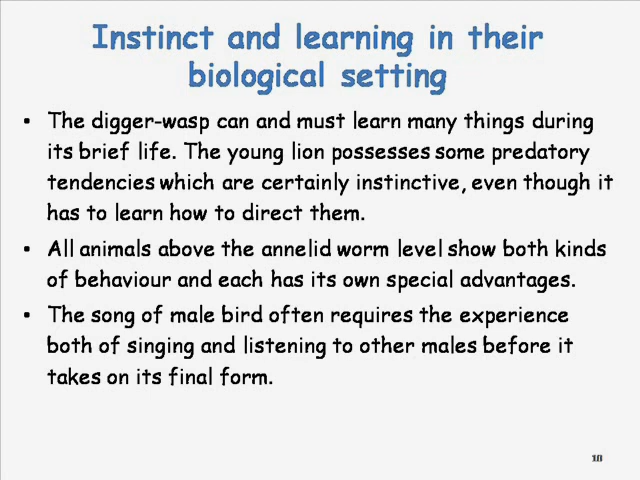 Instinct and learning in their
biological setting
• The digger-wasp can and must learn many things during
its brief life. The young lion possesses some predatory
tendencies which are certainly instinctive, even though it
has to learn how to direct them.
• All animals above the annelid worm level show both kinds
of behaviour and each has its own special advantages.
• The song of male bird often requires the experience
both of singing and listening to other males before it
takes on its final form.
10